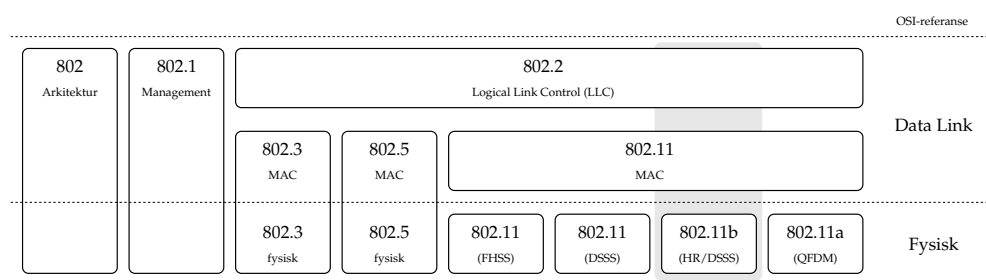 OSI-referanse
802
Arkitektur
802.1
Management
802.2
Logical Link Control (LLC)
Data Link
802.3
MAC
802.5
MAC
802.11
MAC
802.3
fysisk
802.5
fysisk
802.11
(FHSS)
802.11
(DSSS)
802.11b
(HR/DSSS)
802.11a
(QFDM)
Fysisk